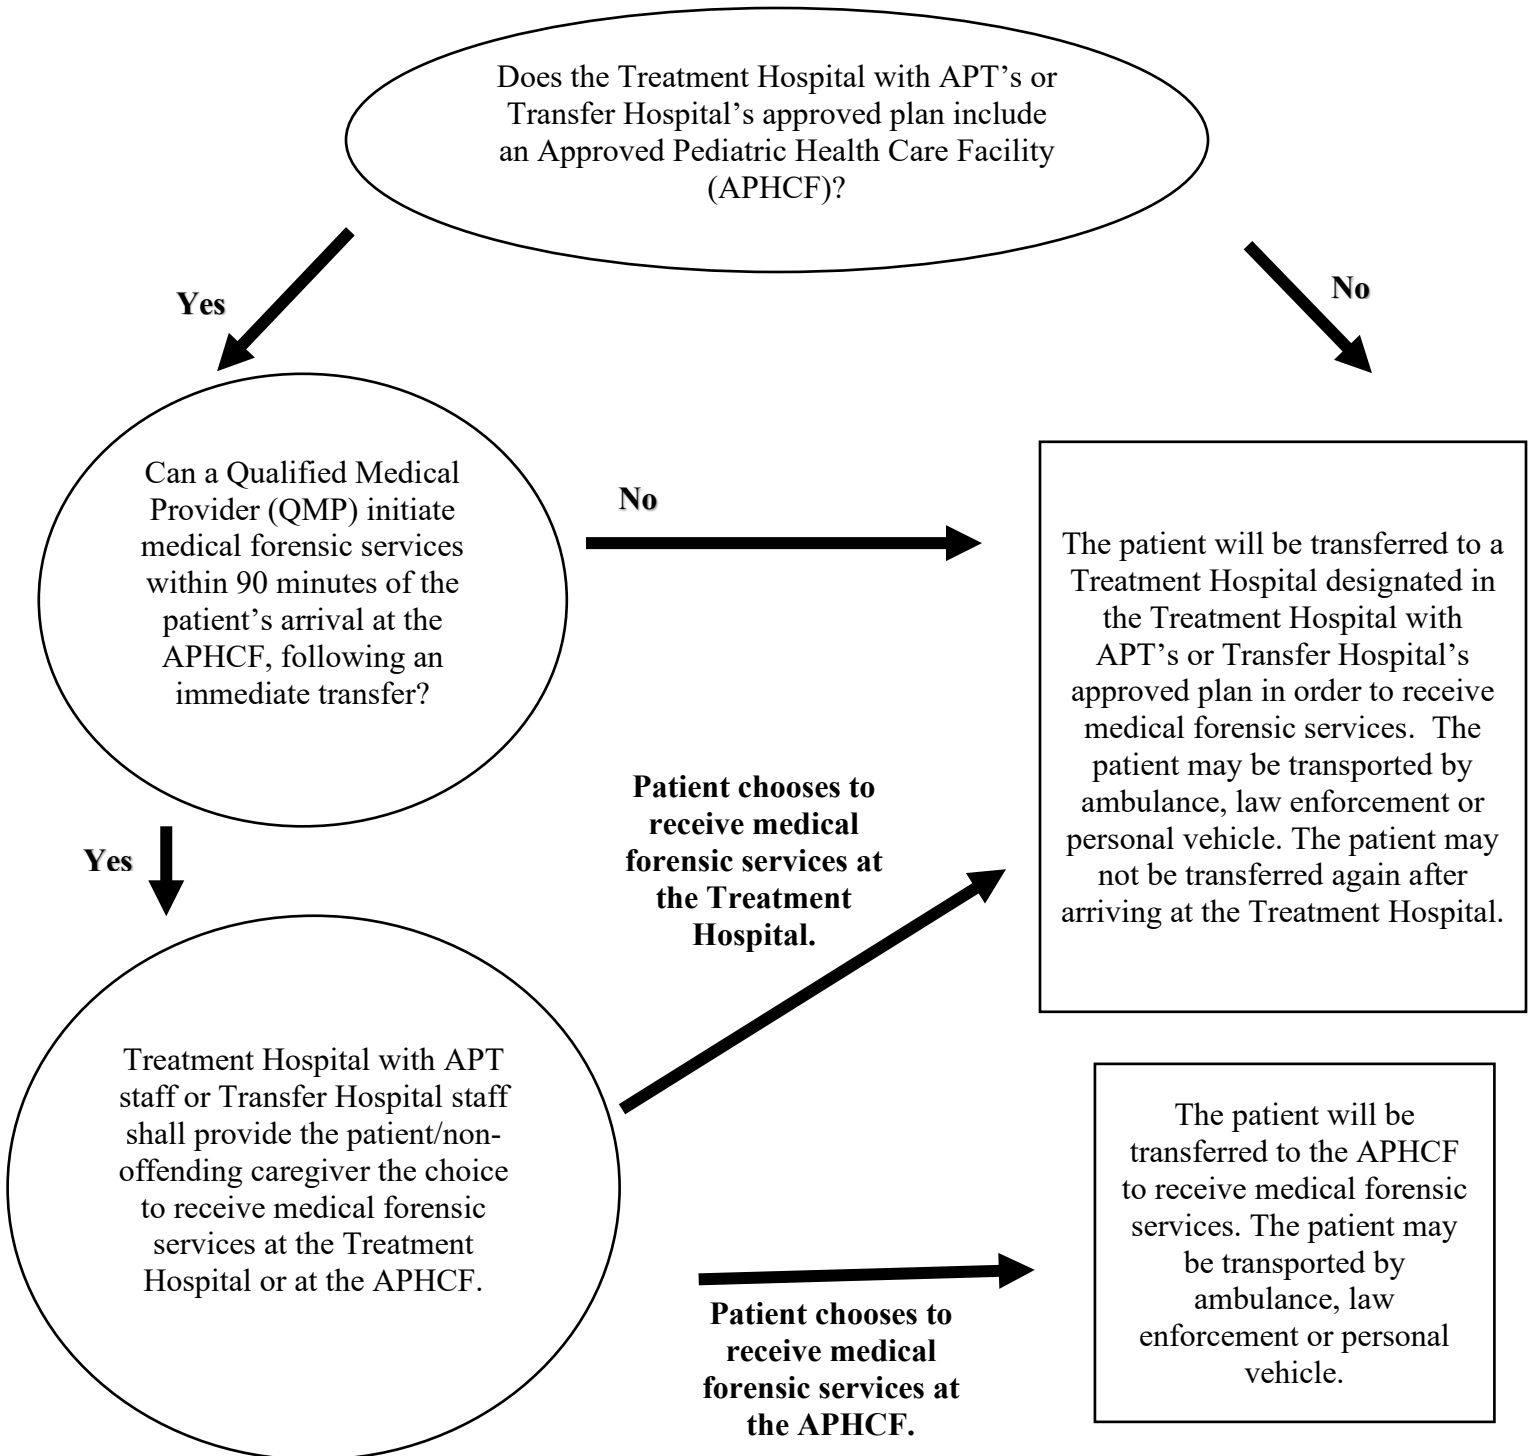 Does the Treatment Hospital with APT’s or
Transfer Hospital’s approved plan include
an Approved Pediatric Health Care Facility
(APHCF)?
Yes
No
Can a Qualified Medical
Provider (QMP) initiate
medical forensic services
within 90 minutes of the
patient’s arrival at the
APHCF, following an
immediate transfer?
No
The patient will be transferred to a
Treatment Hospital designated in
the Treatment Hospital with
APT’s or Transfer Hospital’s
approved plan in order to receive
medical forensic services.  The
patient may be transported by
ambulance, law enforcement or
personal vehicle. The patient may
not be transferred again after
arriving at the Treatment Hospital.
Yes
Patient chooses to
receive medical
forensic services at
the Treatment
Hospital.
Treatment Hospital with APT
staff or Transfer Hospital staff
shall provide the patient/non-
offending caregiver the choice
to receive medical forensic
services at the Treatment
Hospital or at the APHCF.
Patient chooses to
receive medical
forensic services at
the APHCF.
The patient will be
transferred to the APHCF
to receive medical forensic
services. The patient may
be transported by
ambulance, law
enforcement or personal
vehicle.